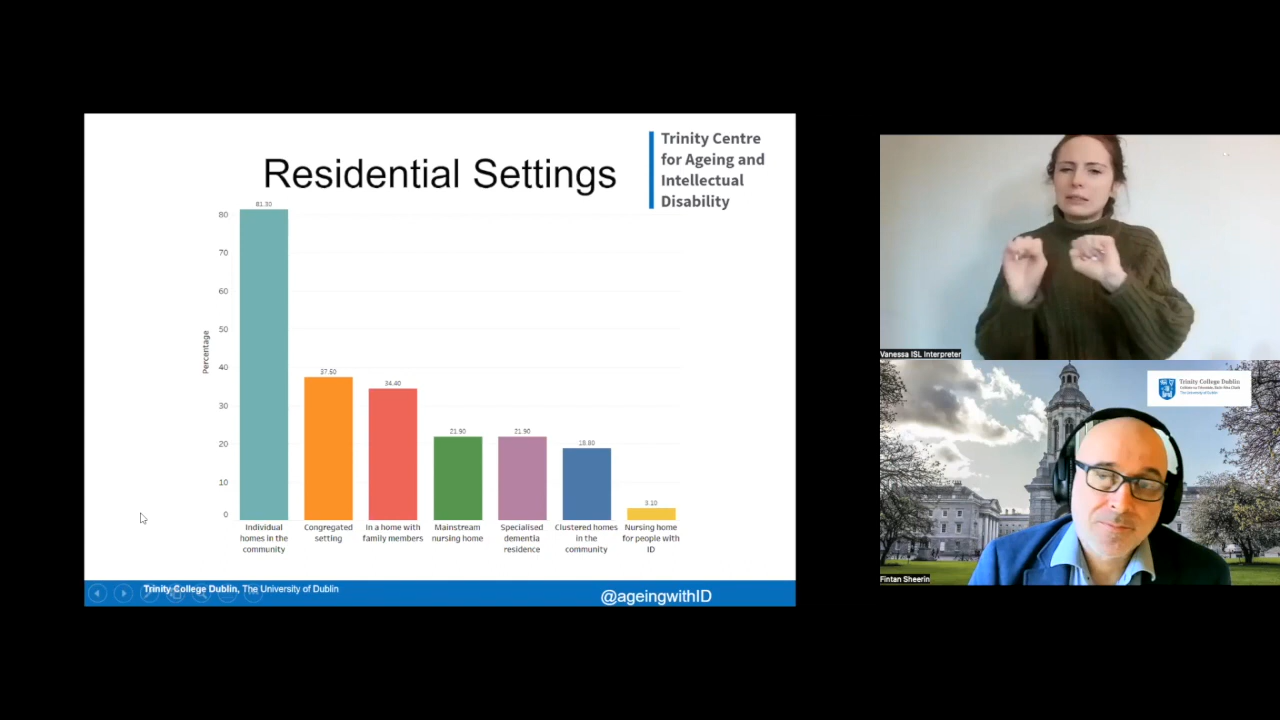 Residential Settings
Trinity Centre
for Ageing and
Intellectual
Disability
Percentage
80
70
60
50
40
30
20
10
0
81.30
37.50
34.40
21.90
21.90
18.80
3.10
Individual
homes in the
community
Congregated
setting
In a home with
family members
Mainstream
nursing home
Specialised
dementia
residence
Clustered homes
in the
community
Nursing home
for people with
ID
Trinity College Dublin, The University of Dublin
@ageingwithID
Vanessa ISL Interpreter
Trinity College Dublin
The University of Dublin
Fintan Sheerin